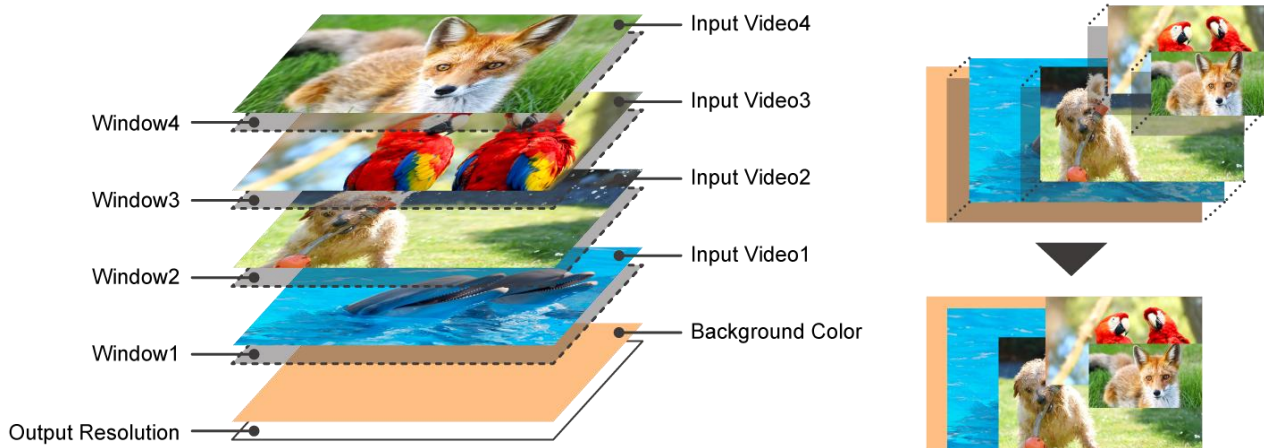 Input Video4
Window4
Input Video3
Window3
Input Video2
Window2
Input Video1
Window1
Background Color
Output Resolution